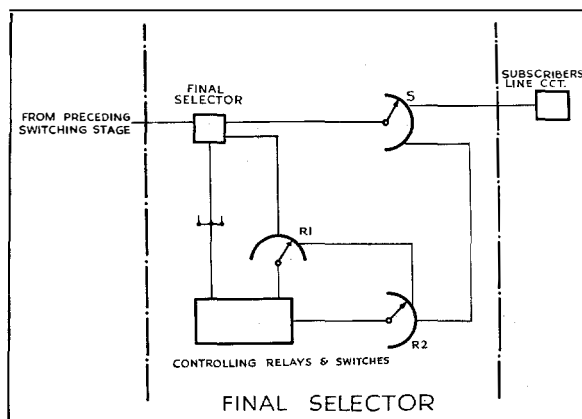 FINAL
SELECTOR
FROM PRECEDING
SWITCHING STAGE
S
SUBSCRIBERS
LINE CCT.
R1
R2
CONTROLLING RELAYS & SWITCHES
FINAL SELECTOR